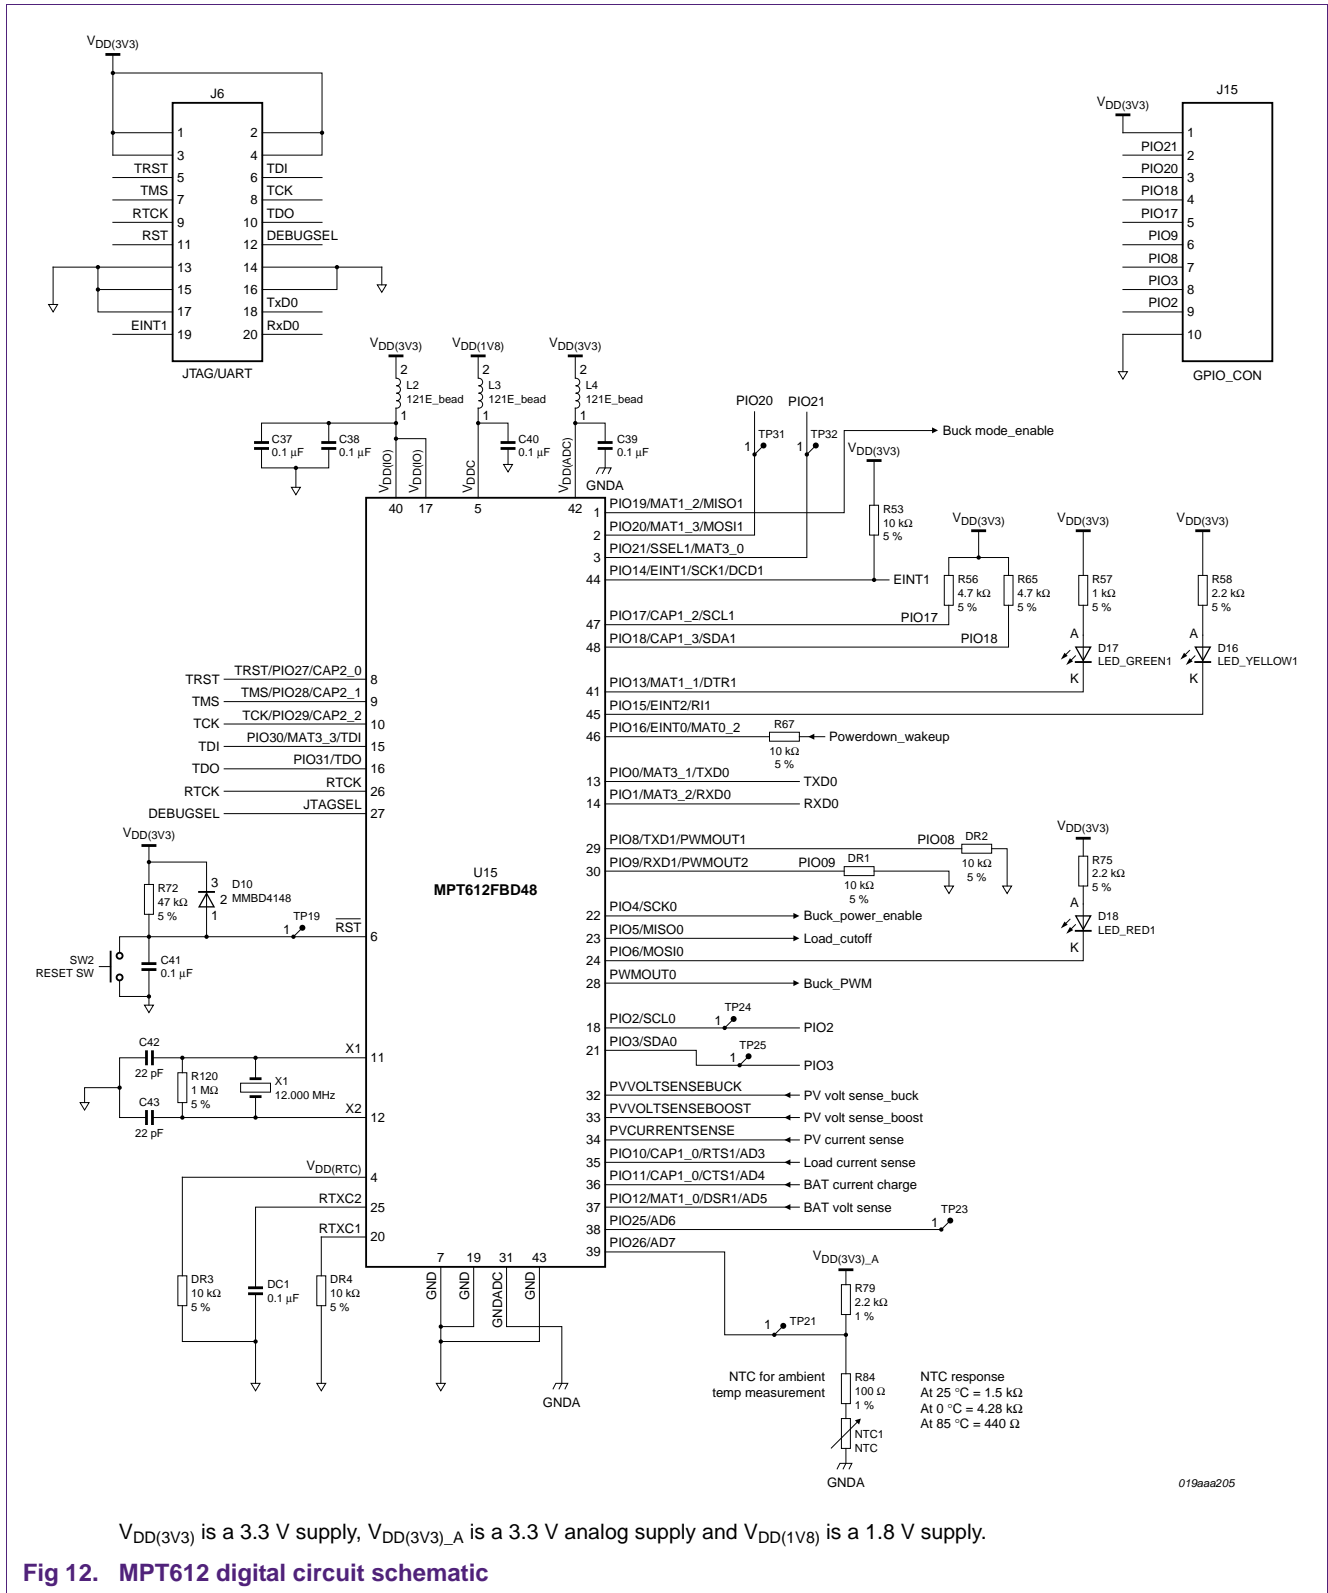 VDD(3V3)
J6
1
2
3
4
TRST
5
6
TDI
TMS
7
8
TCK
RTCK
9
10
TDO
RST
11
12
DEBUGSEL
13
14
15
16
17
18
TxD0
EINT1
19
20
RxD0
JTAG/UART
J15
VDD(3V3)
1
PIO21
2
PIO20
3
PIO18
4
PIO17
5
PIO9
6
PIO8
7
PIO3
8
PIO2
9
10
GPIO_CON
VDD(3V3)
2
L2
121E_bead
1
VDD(1V8)
2
L3
121E_bead
1
VDD(3V3)
2
L4
121E_bead
1
C37
0.1 μF
C38
0.1 μF
C40
0.1 μF
C39
0.1 μF
GNDA
VDD(IO)
VDD(IO)
VDDC
VDD(ADC)
40
17
5
42
PIO20
PIO21
1
TP31
1
TP32
Buck mode_enable
VDD(3V3)
R53
10 kΩ
5 %
1
PIO19/MAT1_2/MISO1
2
PIO20/MAT1_3/MOSI1
3
PIO21/SSEL1/MAT3_0
44
PIO14/EINT1/SCK1/DCD1
EINT1
VDD(3V3)
R56
4.7 kΩ
5 %
R65
4.7 kΩ
5 %
VDD(3V3)
R57
1 kΩ
5 %
VDD(3V3)
R58
2.2 kΩ
5 %
47
PIO17/CAP1_2/SCL1
PIO17
48
PIO18/CAP1_3/SDA1
PIO18
A
D17
LED_GREEN1
K
A
D16
LED_YELLOW1
K
41
PIO13/MAT1_1/DTR1
45
PIO15/EINT2/RI1
46
PIO16/EINT0/MAT0_2
R67
10 kΩ
5 %
Powerdown_wakeup
13
PIO0/MAT3_1/TXD0
TXD0
14
PIO1/MAT3_2/RXD0
RXD0
29
PIO8/TXD1/PWMOUT1
PIO08
DR2
10 kΩ
5 %
30
PIO9/RXD1/PWMOUT2
PIO09
DR1
10 kΩ
5 %
VDD(3V3)
R75
2.2 kΩ
5 %
A
D18
LED_RED1
K
22
PIO4/SCK0
Buck_power_enable
23
PIO5/MISO0
Load_cutoff
24
PIO6/MOSI0
28
PWMOUT0
Buck_PWM
18
PIO2/SCL0
1
TP24
PIO2
21
PIO3/SDA0
1
TP25
PIO3
32
PVVOLTSENSEBUCK
PV volt sense_buck
33
PVVOLTSENSEBOOST
PV volt sense_boost
34
PVCURRENTSENSE
PV current sense
35
PIO10/CAP1_0/RTS1/AD3
Load current sense
36
PIO11/CAP1_0/CTS1/AD4
BAT current charge
37
PIO12/MAT1_0/DSR1/AD5
BAT volt sense
38
PIO25/AD6
1
TP23
39
PIO26/AD7
TRST
TRST/PIO27/CAP2_0
8
TMS
TMS/PIO28/CAP2_1
9
TCK
TCK/PIO29/CAP2_2
10
TDI
PIO30/MAT3_3/TDI
15
TDO
PIO31/TDO
16
RTCK
RTCK
26
DEBUGSEL
JTAGSEL
27
U15
MPT612FBD48
VDD(3V3)
R72
47 kΩ
5 %
3
2
1
D10
MMBD4148
1
TP19
RST
6
SW2
RESET SW
C41
0.1 μF
C42
22 pF
R120
1 MΩ
5 %
X1
12.000 MHz
X1
11
C43
22 pF
X2
12
VDD(RTC)
4
RTXC2
25
RTXC1
20
DR3
10 kΩ
5 %
DC1
0.1 μF
DR4
10 kΩ
5 %
7
19
31
43
GND
GND
GNDADC
GND
GNDA
VDD(3V3)_A
R79
2.2 kΩ
1 %
1
TP21
NTC for ambient
temp measurement
R84
100 Ω
1 %
NTC1
NTC
GNDA
NTC response
At 25 °C = 1.5 kΩ
At 0 °C = 4.28 kΩ
At 85 °C = 440 Ω
019aaa205
VDD(3V3) is a 3.3 V supply, VDD(3V3)_A is a 3.3 V analog supply and VDD(1V8) is a 1.8 V supply.
Fig 12. MPT612 digital circuit schematic